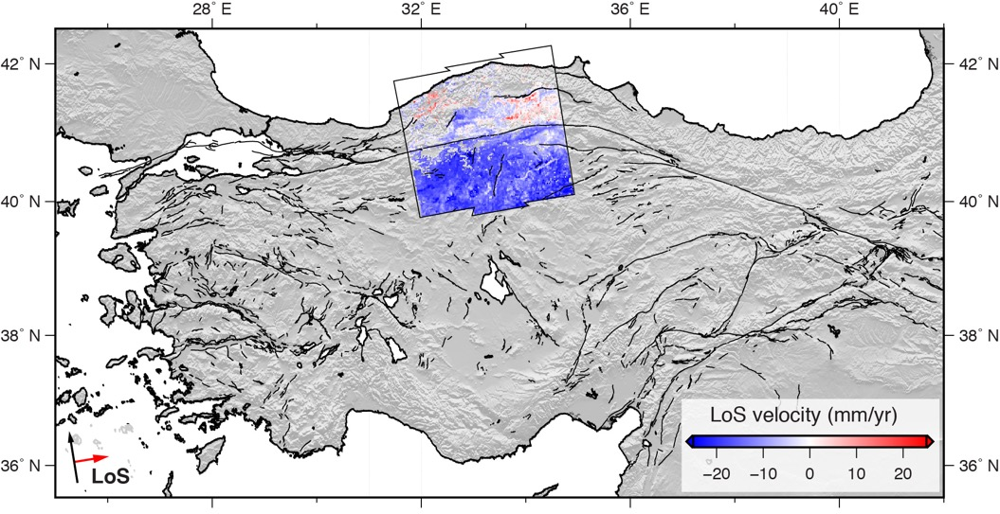 28° E 32° E 36° E 40° E
42° N 42° N
40° N 40° N
38° N 38° N
LoS velocity (mm/yr)
−20 −10 0 10 20
36° N 36° N
LoS